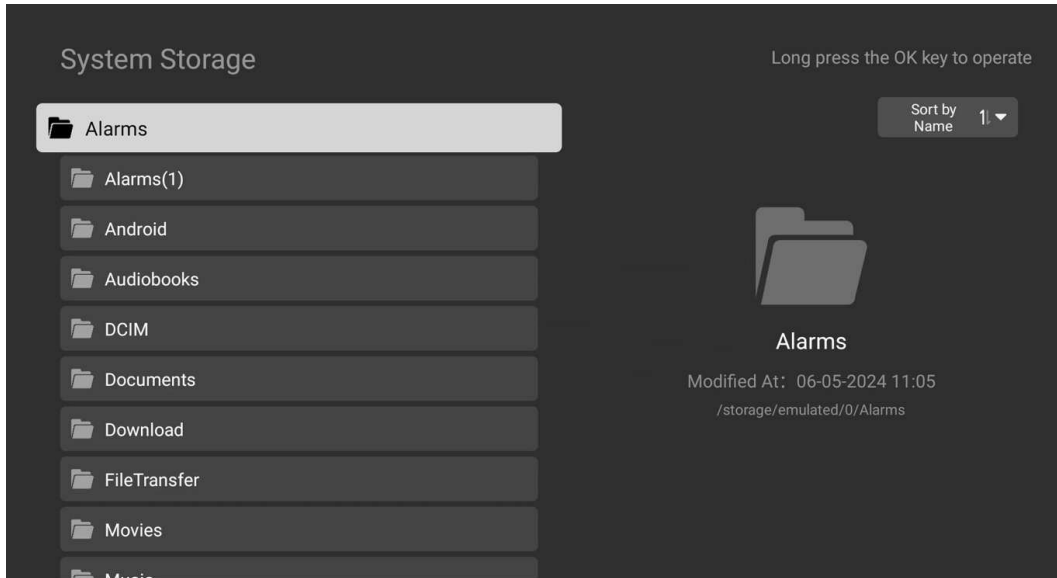 System Storage
Long press the OK key to operate
Sort by
Name
Alarms
Alarms(1)
Android
Audiobooks
DCIM
Documents
Download
FileTransfer
Movies
Music
Alarms
Modified At: 06-05-2024 11:05
/storage/emulated/0/Alarms